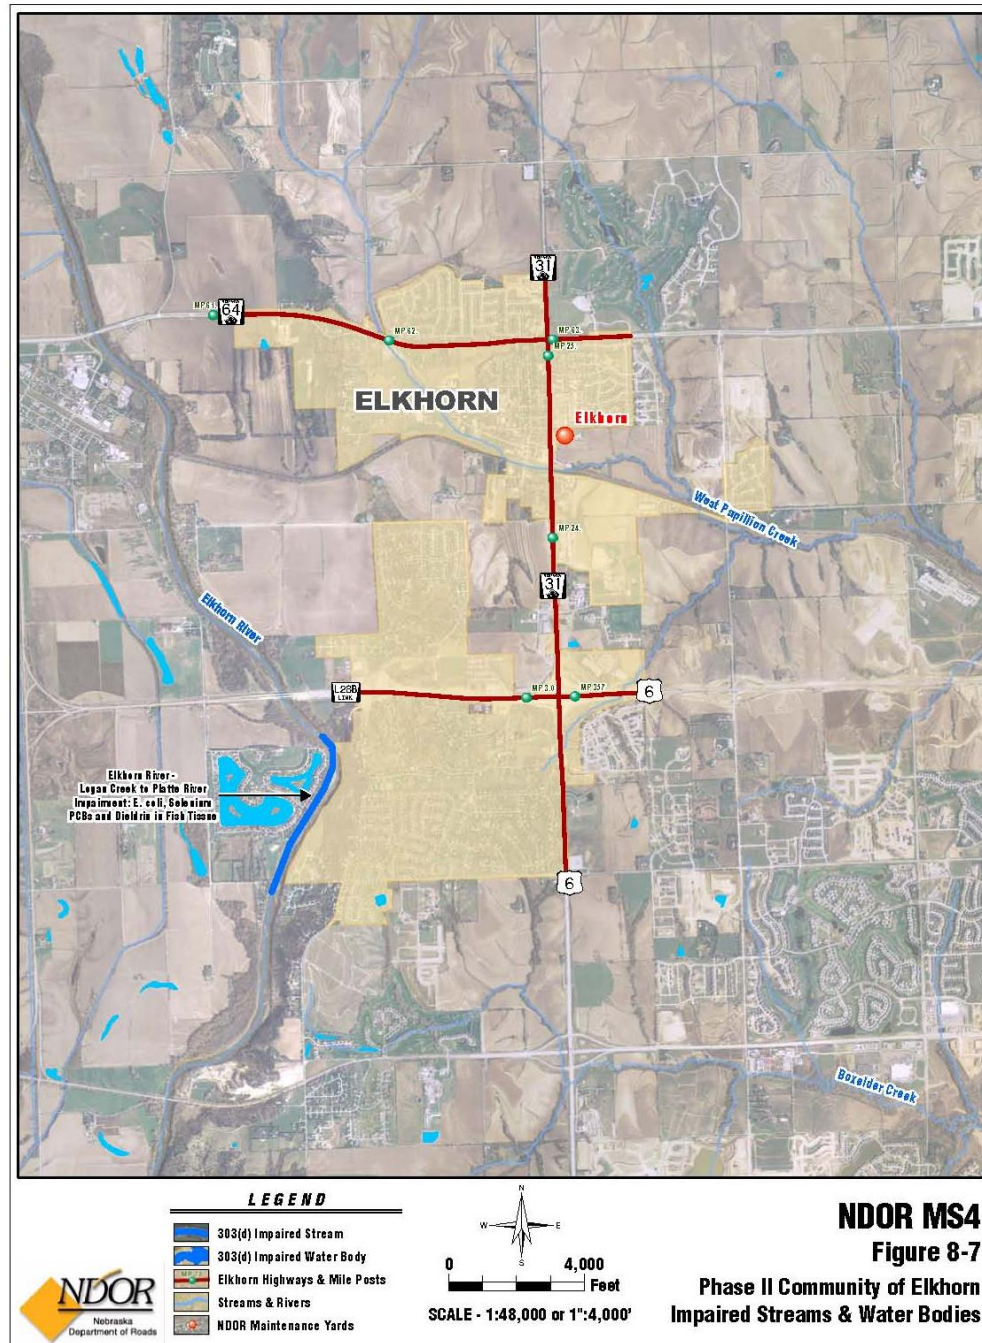 31
MP 61.
64
MP 62.
MP 63.
MP 25.
ELKHORN
Elkhorn
West Papillion Creek
MP 24.
31
Elkhorn River
L28B
LINK
MP 3.0
MP 357
6
Elkhorn River -
Logan Creek to Platte River
Impairment: E. coli, Selenium
PCBs and Dieldrin in Fish Tissue
6
Boxelder Creek
LEGEND
303(d) Impaired Stream
303(d) Impaired Water Body
Elkhorn Highways & Mile Posts
Streams & Rivers
NDOR Maintenance Yards
N
W
E
S
0 4,000
Feet
SCALE - 1:48,000 or 1":4,000'
NDOR
Nebraska
Department of Roads
NDOR MS4
Figure 8-7
Phase II Community of Elkhorn
Impaired Streams & Water Bodies